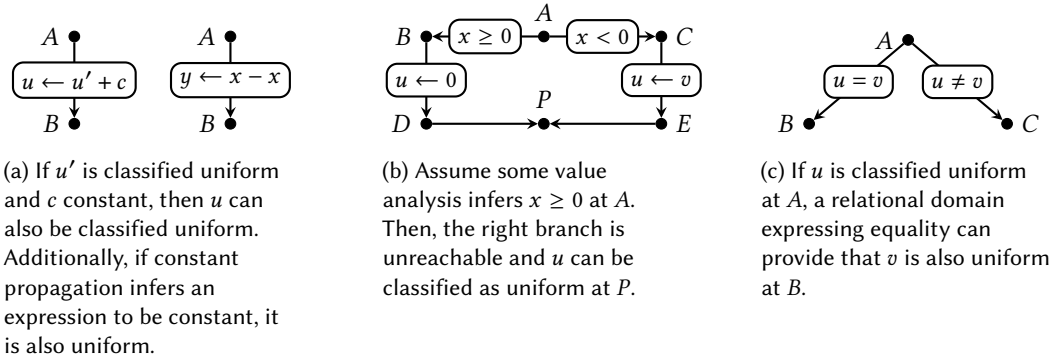 A
u ← u′ + c
B
A
y ← x − x
B
A
B
x ≥ 0
x < 0
C
u ← 0
u ← v
P
D
E
A
u = v
u ≠ v
B
C
(a) If u′ is classified uniform
and c constant, then u can
also be classified uniform.
Additionally, if constant
propagation infers an
expression to be constant, it
is also uniform.
(b) Assume some value
analysis infers x ≥ 0 at A.
Then, the right branch is
unreachable and u can be
classified as uniform at P.
(c) If u is classified uniform
at A, a relational domain
expressing equality can
provide that v is also uniform
at B.